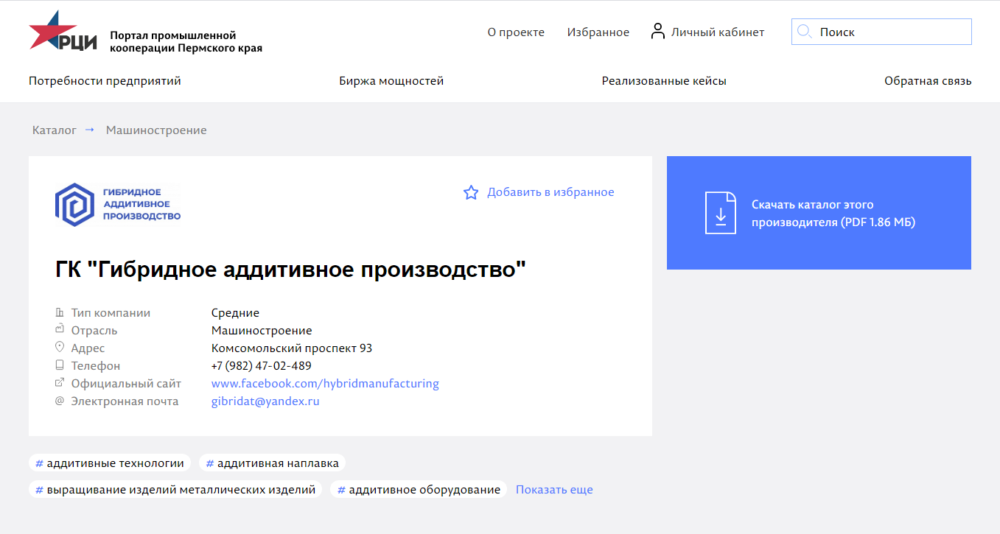 РЦИ
Портал промышленной
кооперации Пермского края
О проекте
Избранное
Личный кабинет
Поиск
Потребности предприятий
Биржа мощностей
Реализованные кейсы
Обратная связь
Каталог → Машиностроение
ГИБРИДНОЕ
АДДИТИВНОЕ
ПРОИЗВОДСТВО
Добавить в избранное
Скачать каталог этого
производителя (PDF 1.86 МБ)
ГК "Гибридное аддитивное производство"
Тип компании Средние
Отрасль Машиностроение
Адрес Комсомольский проспект 93
Телефон +7 (982) 47-02-489
Официальный сайт www.facebook.com/hybridmanufacturing
@ Электронная почта gibridat@yandex.ru
# аддитивные технологии # аддитивная наплавка
# выращивание изделий металлических изделий # аддитивное оборудование Показать еще